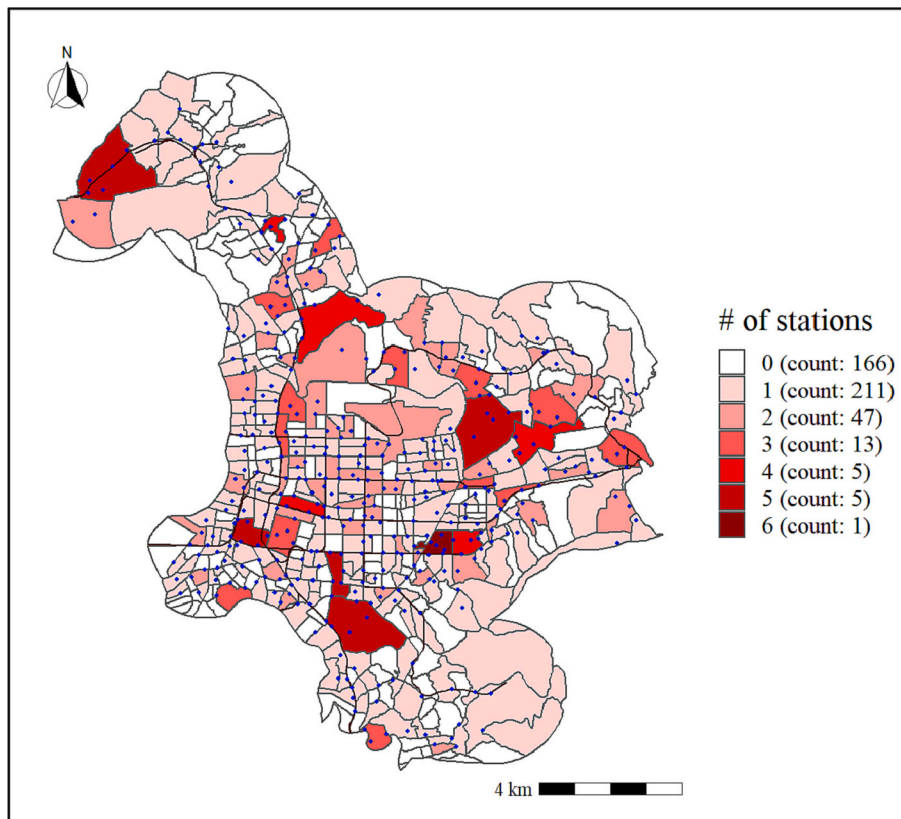 N
# of stations
0 (count: 166)
1 (count: 211)
2 (count: 47)
3 (count: 13)
4 (count: 5)
5 (count: 5)
6 (count: 1)
4 km